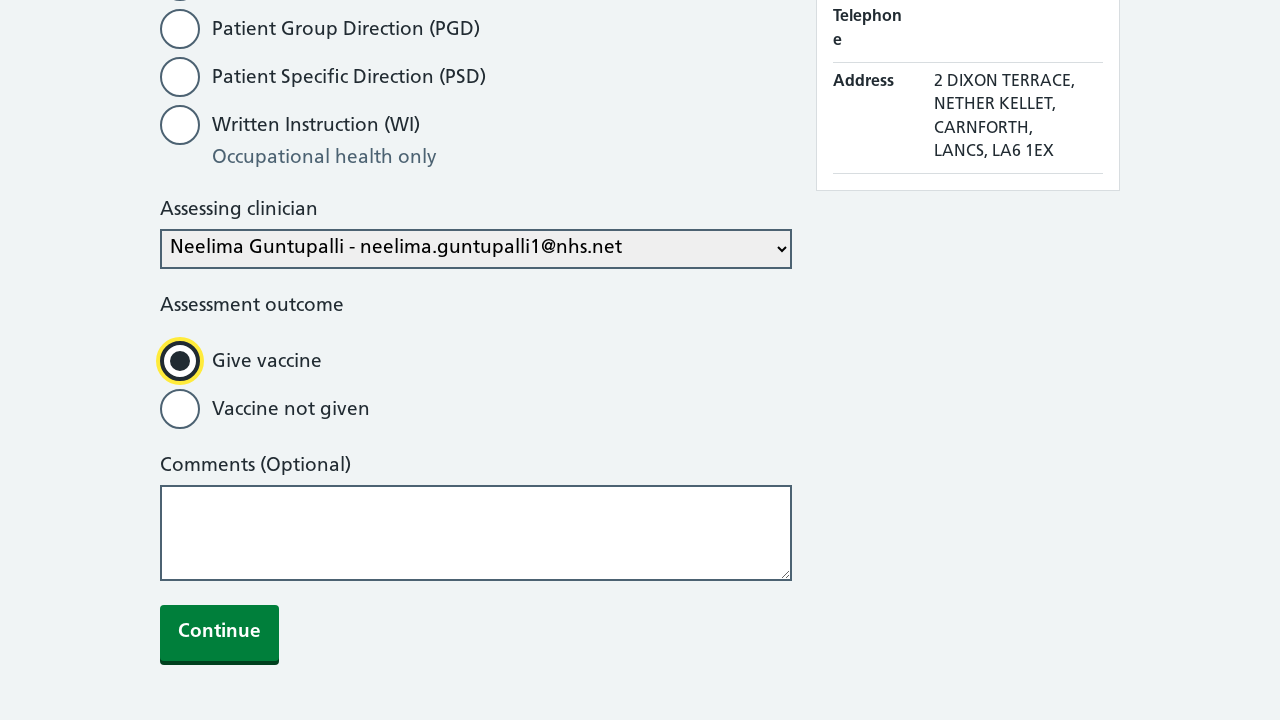 Patient Group Direction (PGD)
Patient Specific Direction (PSD)
Written Instruction (WI)
Occupational health only
Assessing clinician
Neelima Guntupalli - neelima.guntupalli1@nhs.net
Assessment outcome
Give vaccine
Vaccine not given
Comments (Optional)
Continue
Telephon
e
Address
2 DIXON TERRACE,
NETHER KELLET,
CARNFORTH,
LANCS, LA6 1EX